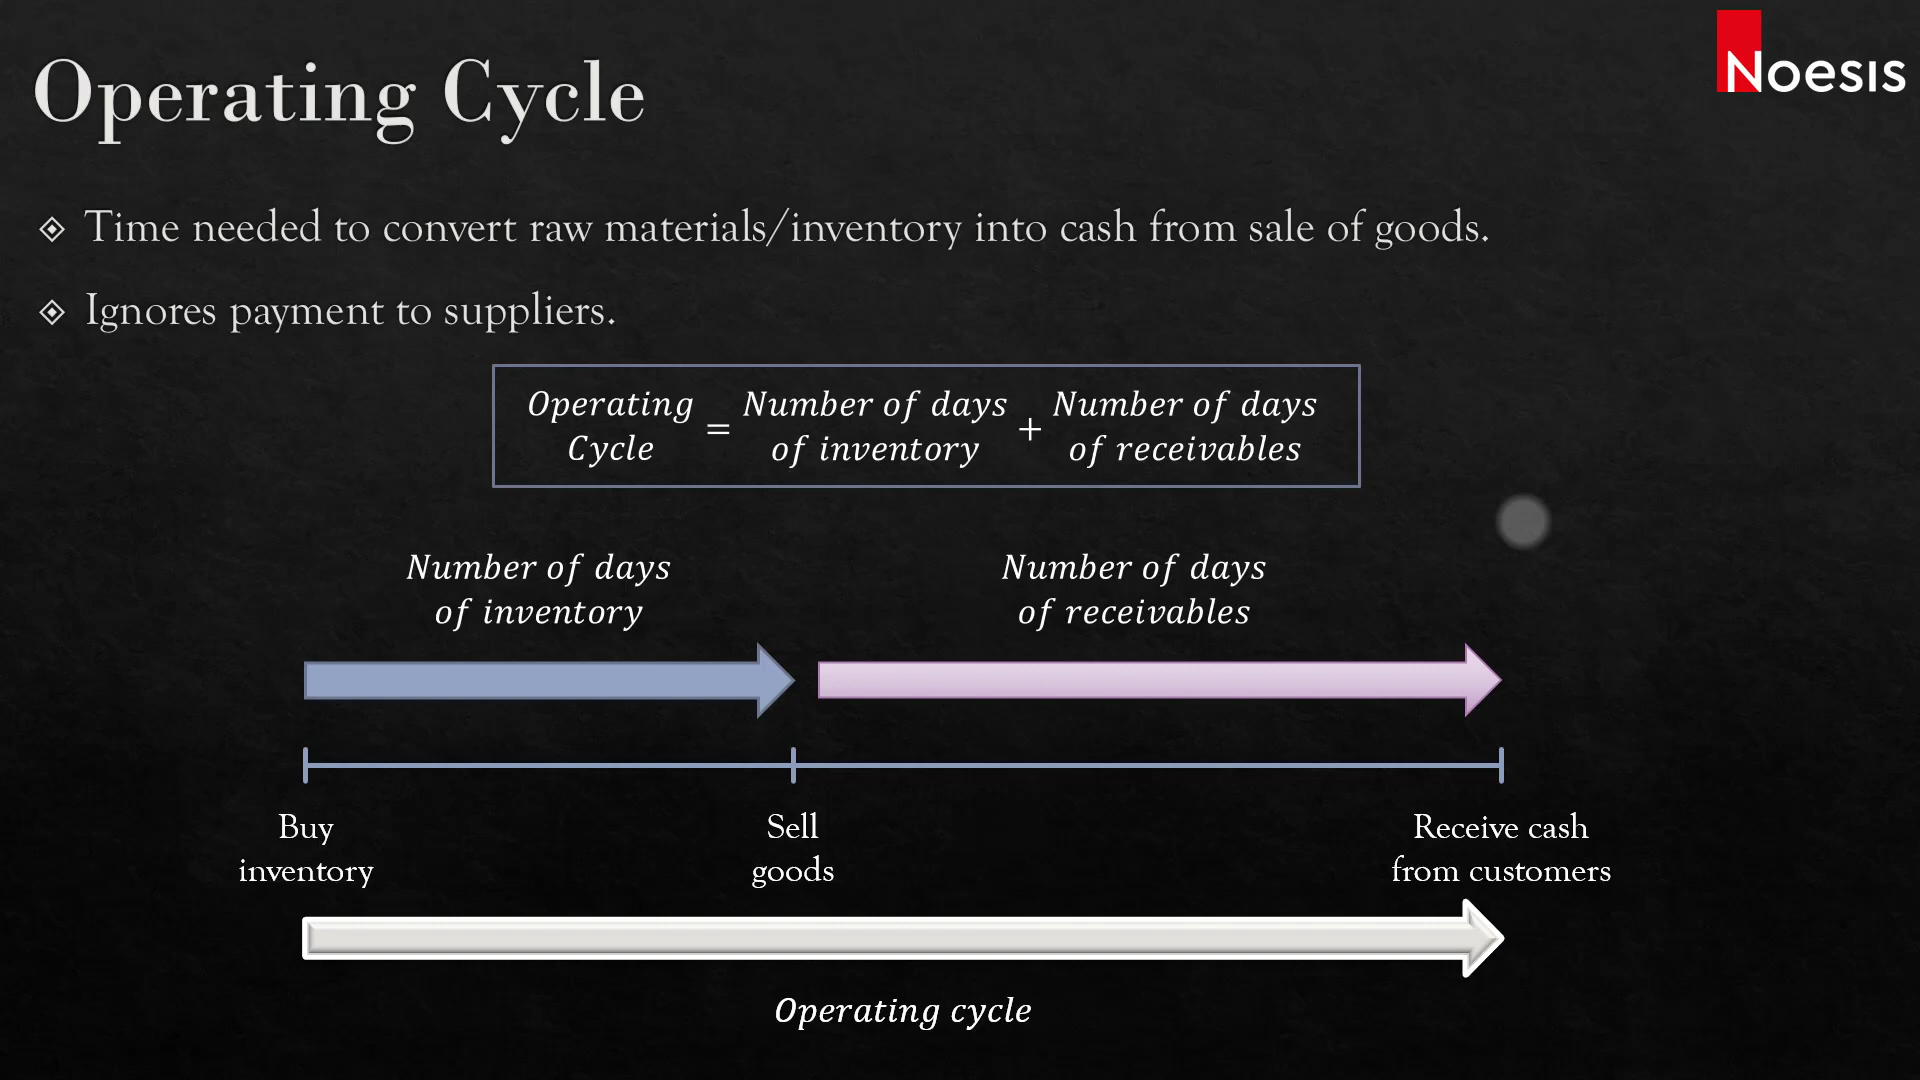 Noesis
Operating Cycle
Time needed to convert raw materials/inventory into cash from sale of goods.
Ignores payment to suppliers.
Operating Cycle = Number of days of inventory + Number of days of receivables
Number of days
of inventory
Number of days
of receivables
Buy
inventory
Sell
goods
Receive cash
from customers
Operating cycle